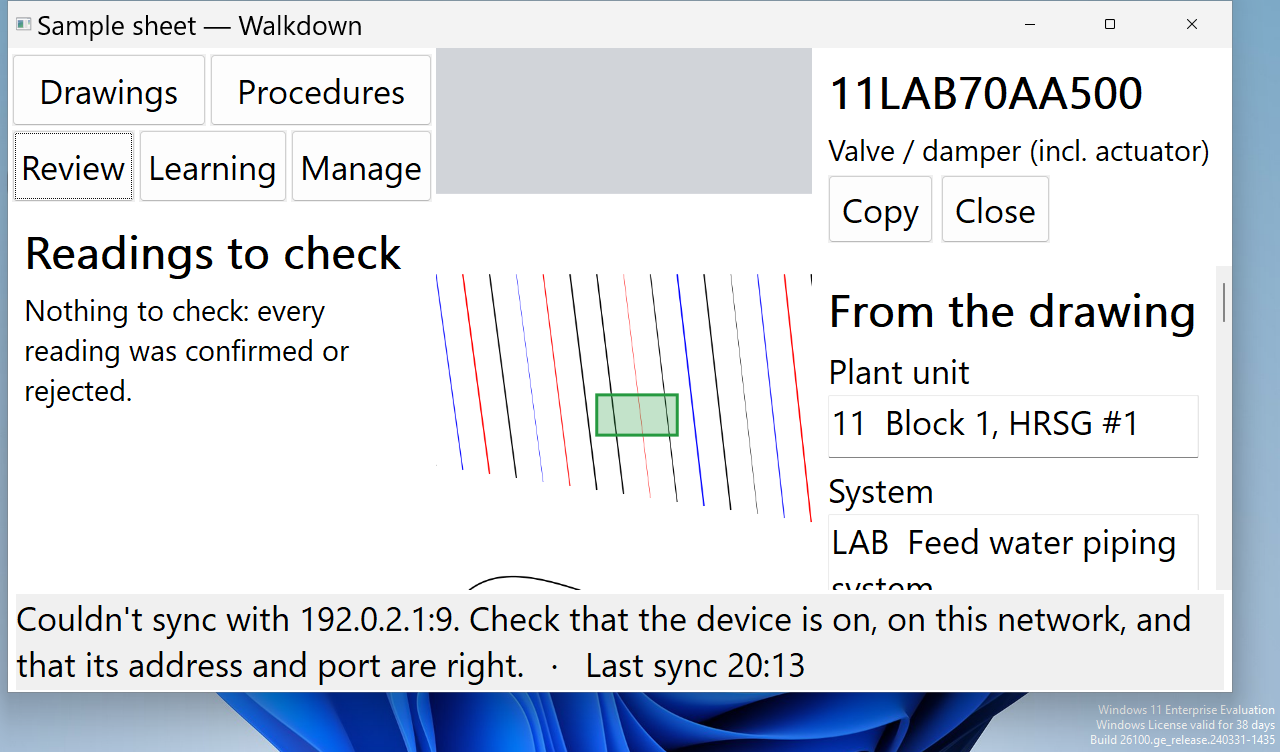 Sample sheet — Walkdown
Drawings
Procedures
Review
Learning
Manage
Readings to check
Nothing to check: every
reading was confirmed or
rejected.
11LAB70AA500
Valve / damper (incl. actuator)
Copy
Close
From the drawing
Plant unit
11  Block 1, HRSG #1
System
LAB  Feed water piping
system
Couldn't sync with 192.0.2.1:9. Check that the device is on, on this network, and
that its address and port are right.  ·  Last sync 20:13
Windows 11 Enterprise Evaluation
Windows License valid for 38 days
Build 26100.ge_release.240331-1435